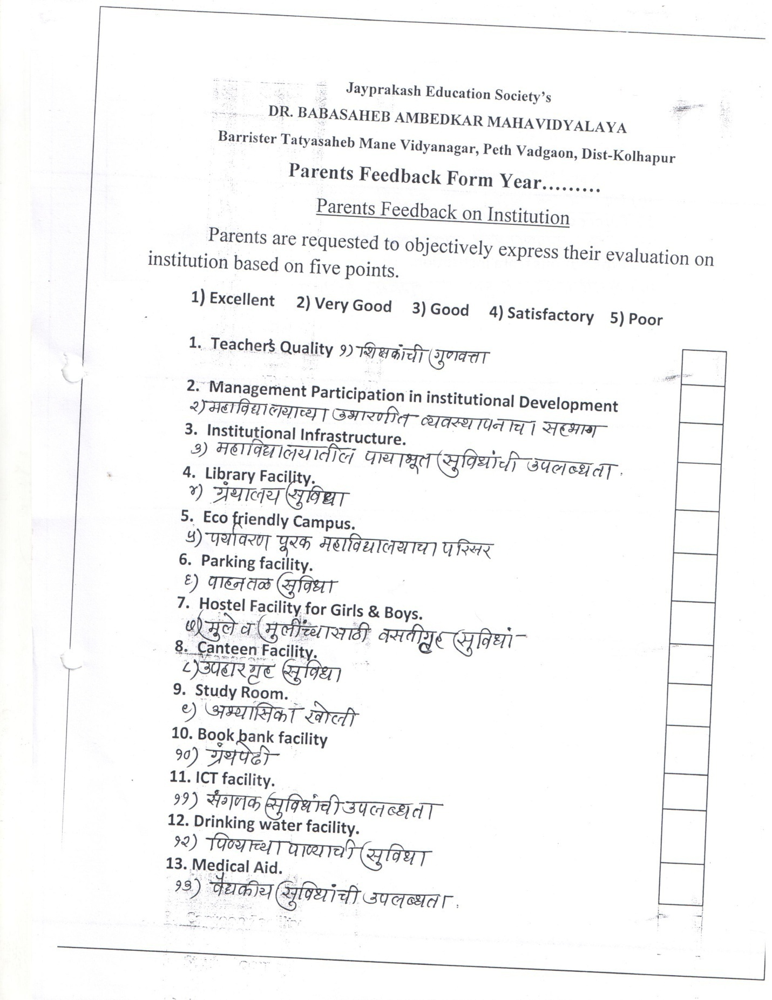 Jayprakash Education Society's
DR. BABASAHEB AMBEDKAR MAHAVIDYALAYA
Barrister Tatyasaheb Mane Vidyanagar, Peth Vadgaon, Dist-Kolhapur
Parents Feedback Form Year.........
Parents Feedback on Institution
Parents are requested to objectively express their evaluation on
institution based on five points.
1) Excellent 2) Very Good 3) Good 4) Satisfactory 5) Poor
1. Teacher's Quality १) शिक्षकांची गुणवत्ता
2. Management Participation in institutional Development
२) महाविद्यालयाच्या उभारणीत व्यवस्थापनाचा सहभाग
3. Institutional Infrastructure.
३) महाविद्यालयातील पायाभूत सुविधांची उपलब्धता.
4. Library Facility.
४) ग्रंथालय सुविधा
5. Eco friendly Campus.
५) पर्यावरण पूरक महाविद्यालयाचा परिसर
6. Parking facility.
६) वाहनतळ सुविधा
7. Hostel Facility for Girls & Boys.
७) मुले व मुलींच्यासाठी वसतीगृह सुविधां
8. Canteen Facility.
८) उपहारगृह सुविधा
9. Study Room.
९) अभ्यासिका खोली
10. Book bank facility
१०) ग्रंथपेढी
11. ICT facility.
११) संगणक सुविधांची उपलब्धता
12. Drinking water facility.
१२) पिण्याच्या पाण्याची सुविधा
13. Medical Aid.
१३) वैद्यकीय सुविधांची उपलब्धता.